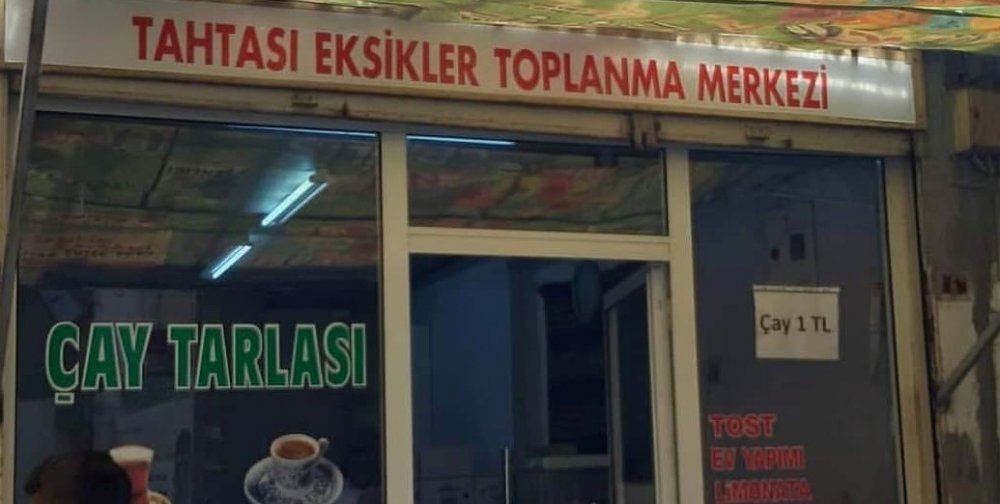 TAHTASI EKSİKLER TOPLANMA MERKEZİ
ÇAY TARLASI
Çay 1 TL
TOST
EV YAPIMI
LİMONATA